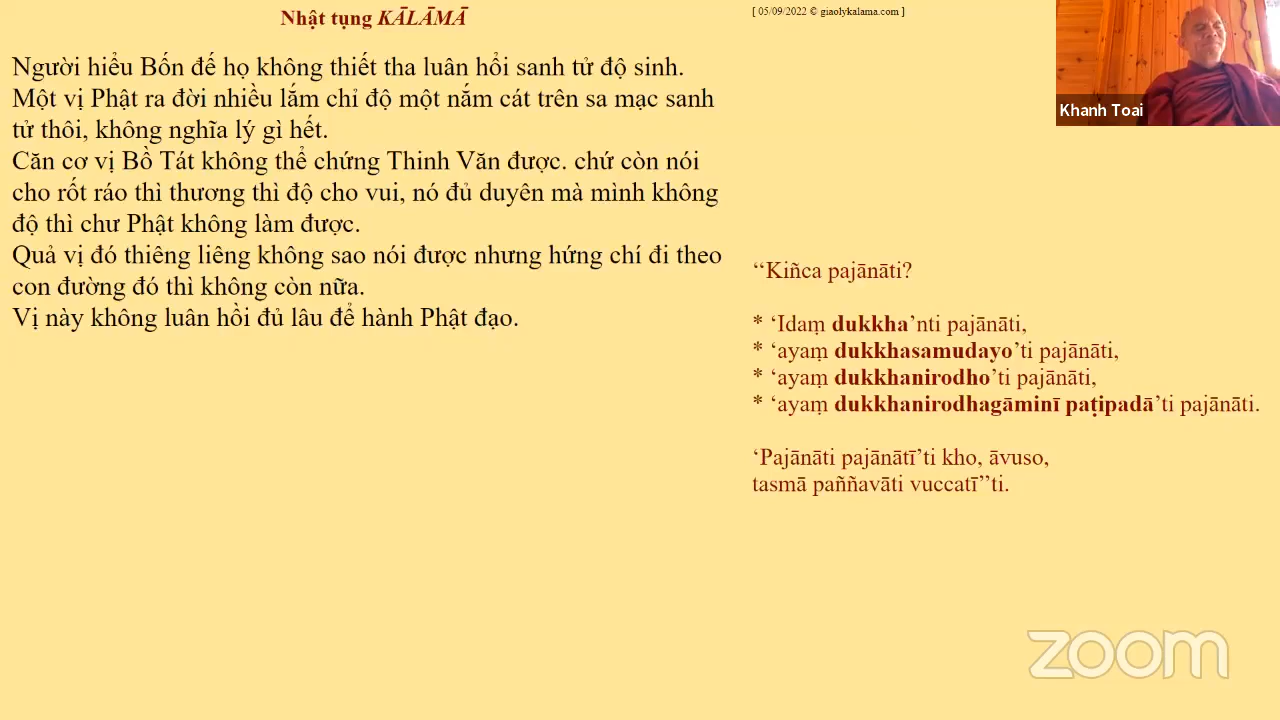 Nhật tụng KĀLĀMĀ
Người hiểu Bốn đế họ không thiết tha luân hồi sanh tử độ sinh.
Một vị Phật ra đời nhiều lắm chỉ độ một nắm cát trên sa mạc sanh
tử thôi, không nghĩa lý gì hết.
Căn cơ vị Bồ Tát không thể chứng Thinh Văn được. chứ còn nói
cho rốt ráo thì thương thì độ cho vui, nó đủ duyên mà mình không
độ thì chư Phật không làm được.
Quả vị đó thiêng liêng không sao nói được nhưng hứng chí đi theo
con đường đó thì không còn nữa.
Vị này không luân hồi đủ lâu để hành Phật đạo.
[ 05/09/2022 © giaolykalama.com ]
“Kiñca pajānāti?
* ‘Idaṃ dukkha’nti pajānāti,
* ‘ayaṃ dukkhasamudayo’ti pajānāti,
* ‘ayaṃ dukkhanirodho’ti pajānāti,
* ‘ayaṃ dukkhanirodhagāminī paṭipadā’ti pajānāti.
‘Pajānāti pajānātī’ti kho, āvuso,
tasmā paññavāti vuccatī”ti.
Khanh Toai
zoom